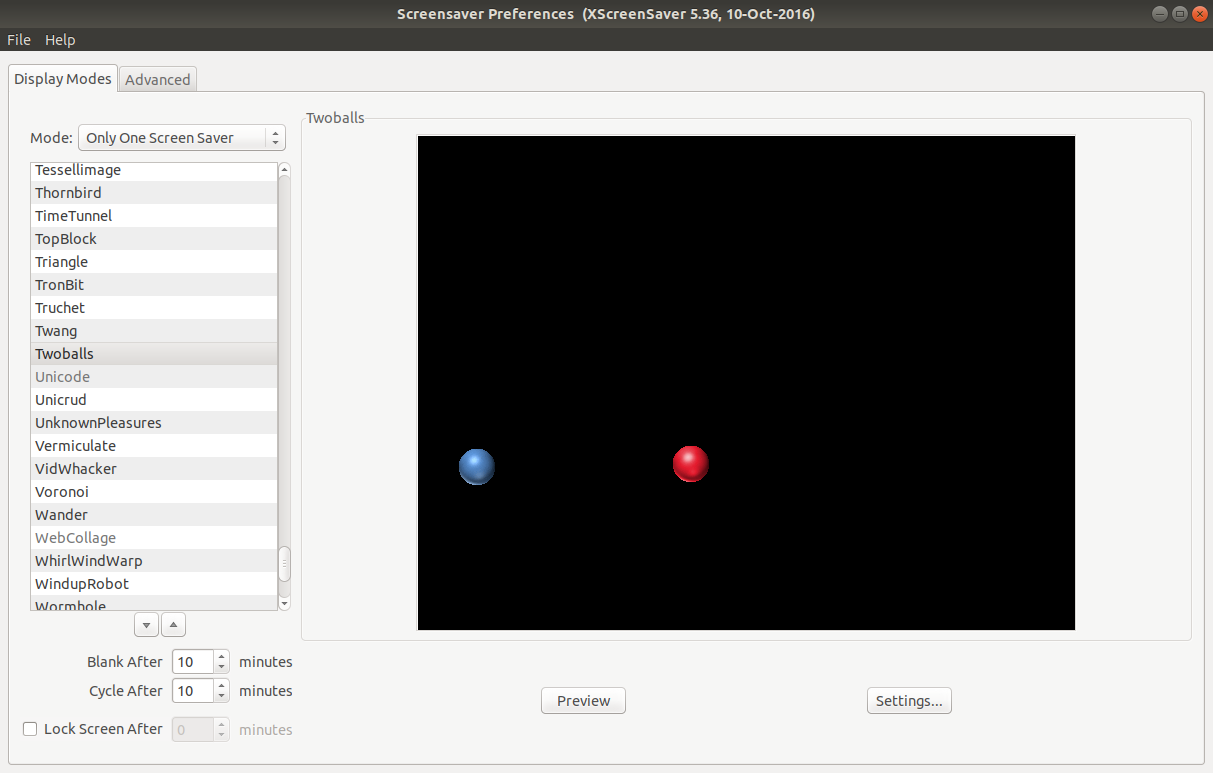 Screensaver Preferences  (XScreenSaver 5.36, 10-Oct-2016)
File Help
Display Modes Advanced
Mode: Only One Screen Saver
Tessellimage
Thornbird
TimeTunnel
TopBlock
Triangle
TronBit
Truchet
Twang
Twoballs
Unicode
Unicrud
UnknownPleasures
Vermiculate
VidWhacker
Voronoi
Wander
WebCollage
WhirlWindWarp
WindupRobot
Wormhole
Blank After 10 minutes
Cycle After 10 minutes
Lock Screen After 0 minutes
Twoballs
Preview Settings...